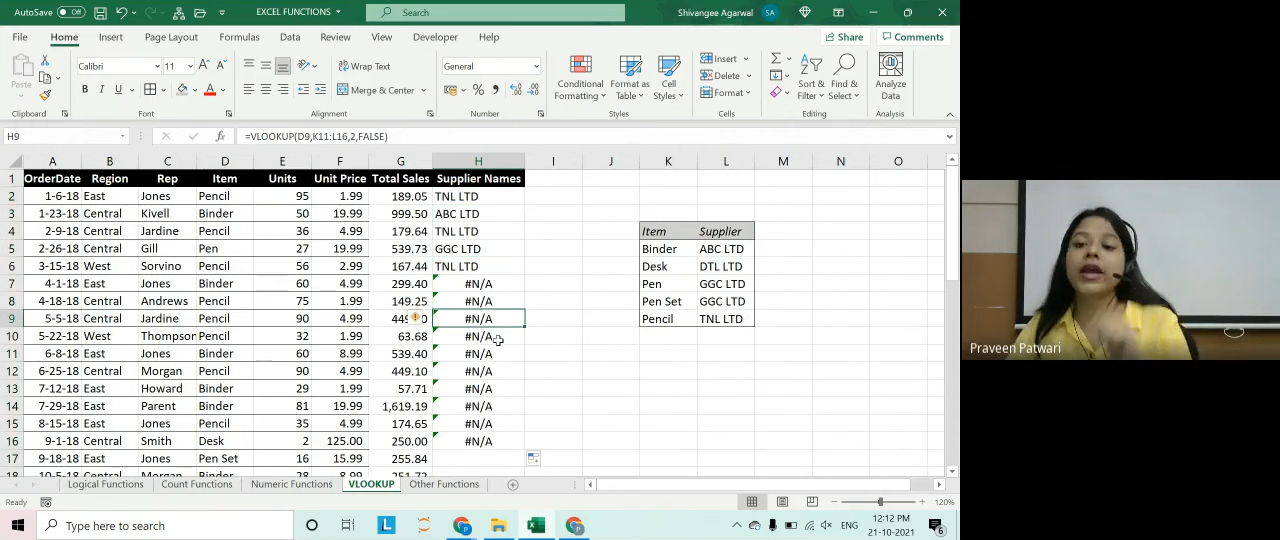 AutoSave Off EXCEL FUNCTIONS Search Shivangee Agarwal SA
File Home Insert Page Layout Formulas Data Review View Developer Help Share Comments
Paste Calibri 11 A A Wrap Text General Conditional Formatting Format as Table Cell Styles Insert Delete Format Sort & Filter Find & Select Analyze Data
B I U A Merge & Center % 
Clipboard Font Alignment Number Styles Cells Editing Analysis
H9 fx =VLOOKUP(D9,K11:L16,2,FALSE)
A B C D E F G H I J K L M N O
1 OrderDate Region Rep Item Units Unit Price Total Sales Supplier Names
2 1-6-18 East Jones Pencil 95 1.99 189.05 TNL LTD
3 1-23-18 Central Kivell Binder 50 19.99 999.50 ABC LTD
4 2-9-18 Central Jardine Pencil 36 4.99 179.64 TNL LTD Item Supplier
5 2-26-18 Central Gill Pen 27 19.99 539.73 GGC LTD Binder ABC LTD
6 3-15-18 West Sorvino Pencil 56 2.99 167.44 TNL LTD Desk DTL LTD
7 4-1-18 East Jones Binder 60 4.99 299.40 #N/A Pen GGC LTD
8 4-18-18 Central Andrews Pencil 75 1.99 149.25 #N/A Pen Set GGC LTD
9 5-5-18 Central Jardine Pencil 90 4.99 449 0 #N/A Pencil TNL LTD
10 5-22-18 West Thompson Pencil 32 1.99 63.68 #N/A
11 6-8-18 East Jones Binder 60 8.99 539.40 #N/A
12 6-25-18 Central Morgan Pencil 90 4.99 449.10 #N/A
13 7-12-18 East Howard Binder 29 1.99 57.71 #N/A
14 7-29-18 East Parent Binder 81 19.99 1,619.19 #N/A
15 8-15-18 East Jones Pencil 35 4.99 174.65 #N/A
16 9-1-18 Central Smith Desk 2 125.00 250.00 #N/A
17 9-18-18 East Jones Pen Set 16 15.99 255.84
18 10-5-18 Central Morgan Binder 28 8.99 251.72
Praveen Patwari
Logical Functions Count Functions Numeric Functions VLOOKUP Other Functions
Ready 120%
Type here to search L ENG 12:12 PM
21-10-2021 6